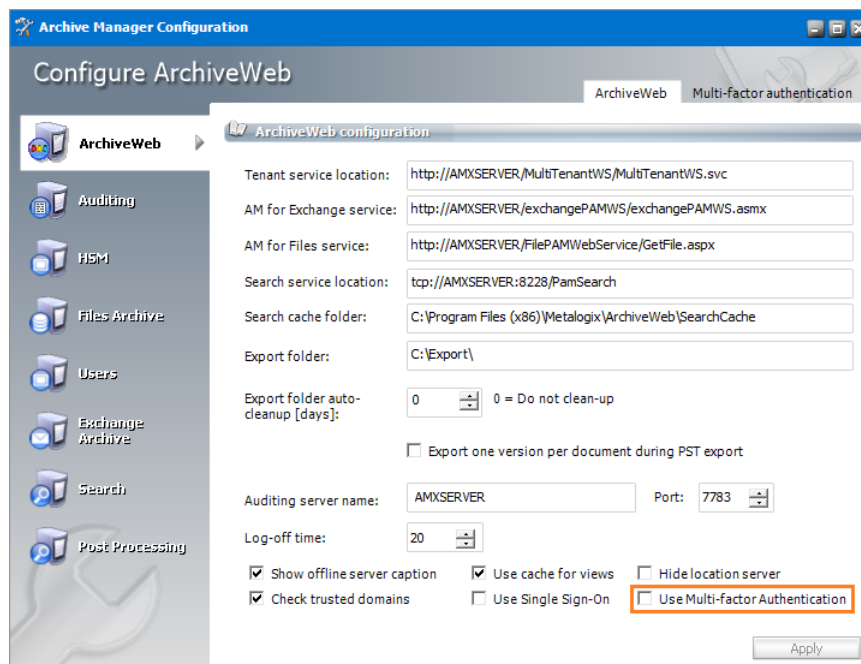 Archive Manager Configuration
Configure ArchiveWeb
ArchiveWeb Multi-factor authentication
ArchiveWeb
Auditing
HSM
Files Archive
Users
Exchange
Archive
Search
Post Processing
ArchiveWeb configuration
Tenant service location: http://AMXSERVER/MultiTenantWS/MultiTenantWS.svc
AM for Exchange service: http://AMXSERVER/exchangePAMWS/exchangePAMWS.asmx
AM for Files service: http://AMXSERVER/FilePAMWebService/GetFile.aspx
Search service location: tcp://AMXSERVER:8228/PamSearch
Search cache folder: C:\Program Files (x86)\Metalogix\ArchiveWeb\SearchCache
Export folder: C:\Export\
Export folder auto-
cleanup [days]: 0 0 = Do not clean-up
Export one version per document during PST export
Auditing server name: AMXSERVER Port: 7783
Log-off time: 20
Show offline server caption Use cache for views Hide location server
Check trusted domains Use Single Sign-On Use Multi-factor Authentication
Apply